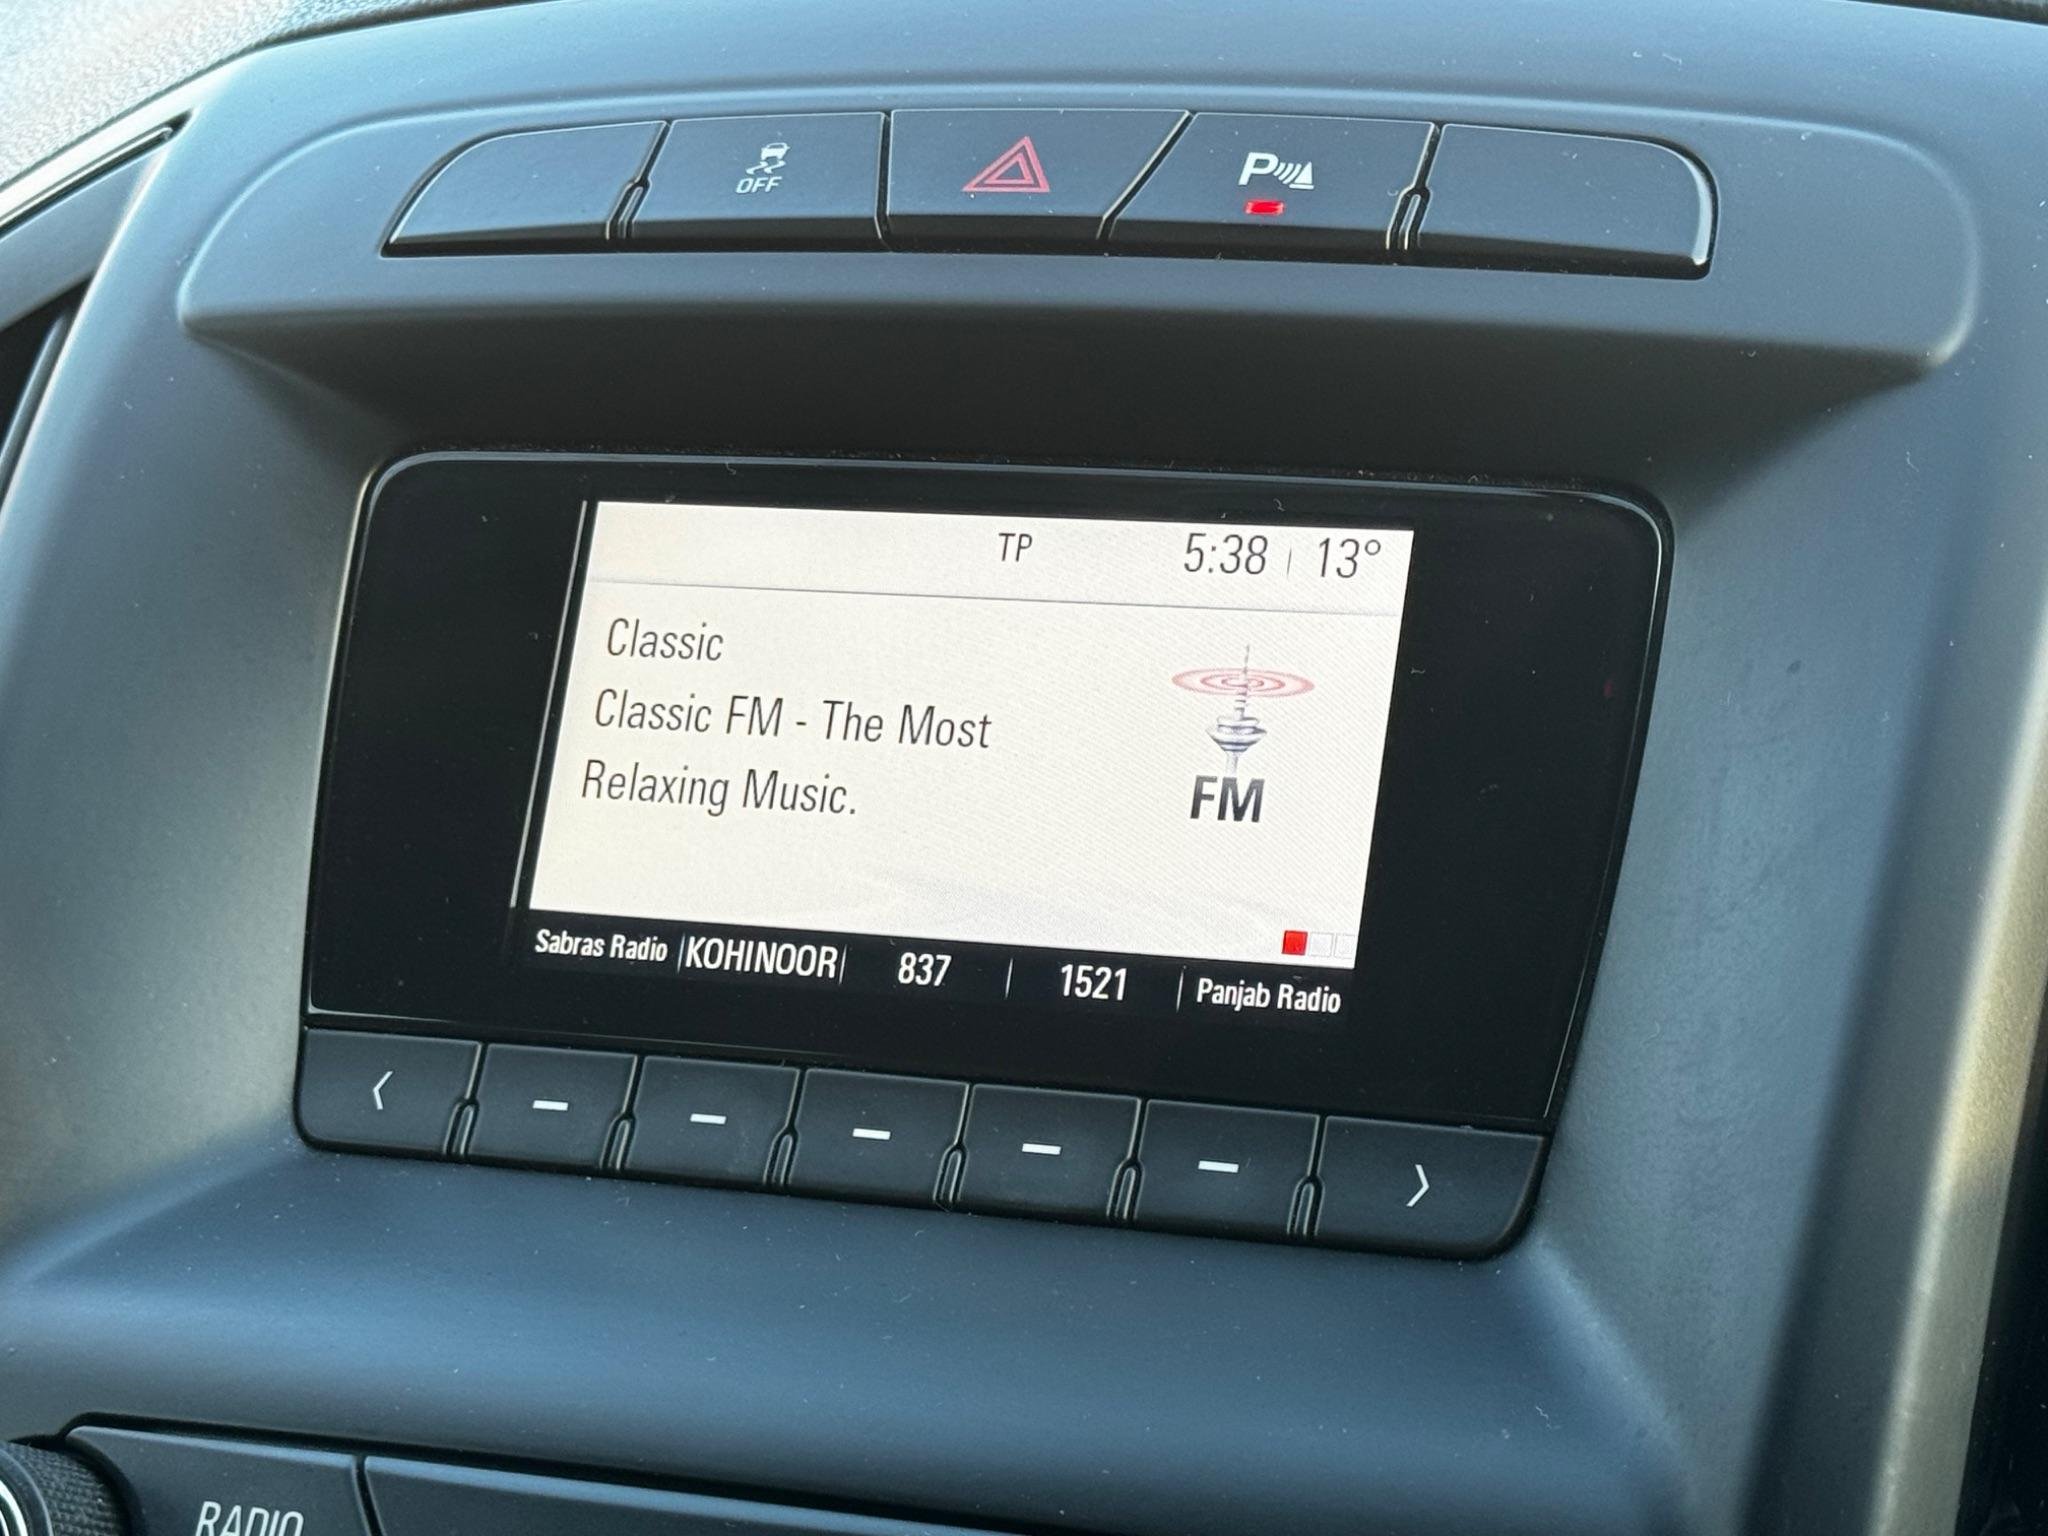 OFF
P
TP 5:38 13°
Classic
Classic FM - The Most
Relaxing Music.
FM
Sabras Radio KOHINOOR 837 1521 Panjab Radio
RADIO